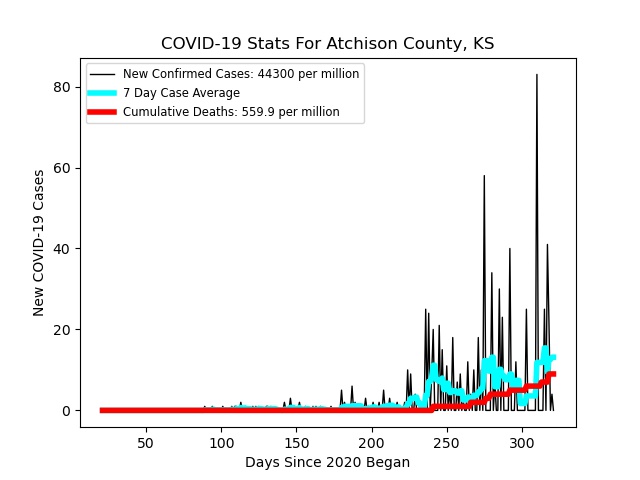 COVID-19 Stats For Atchison County, KS
New Confirmed Cases: 44300 per million
7 Day Case Average
Cumulative Deaths: 559.9 per million
New COVID-19 Cases
80
60
40
20
0
50 100 150 200 250 300
Days Since 2020 Began